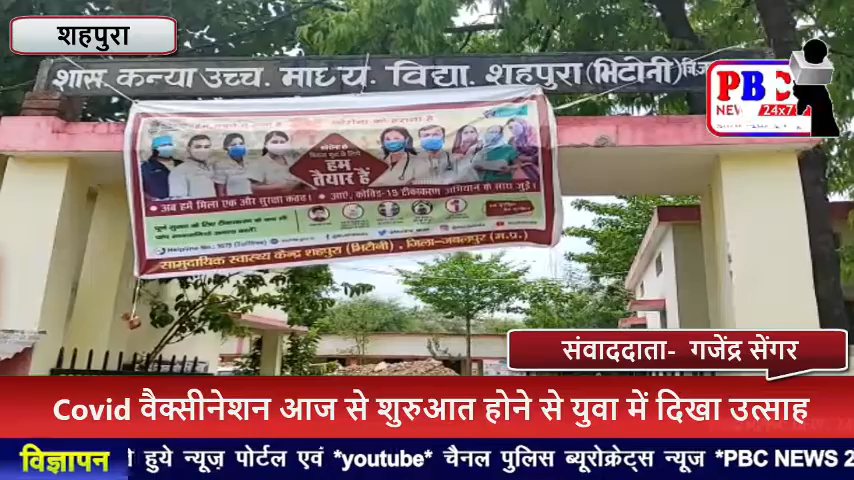 शहपुरा
शास. कन्या उच्च. माध्य. विद्या. शहपुरा (भिटोनी)
PBC
NEWS 24x7
हम
तैयार हैं
• अब हमें मिला एक और सुरक्षा कवच।
• आएं, कोविड-19 टीकाकरण अभियान के साथ जुड़ें।
सामुदायिक स्वास्थ्य केन्द्र शहपुरा (भिटोनी), जिला-जबलपुर (म.प्र.)
संवाददाता- गजेंद्र सेंगर
Covid वैक्सीनेशन आज से शुरुआत होने से युवा में दिखा उत्साह
विज्ञापन हुये न्यूज़ पोर्टल एवं *youtube* चैनल पुलिस ब्यूरोक्रेट्स न्यूज *PBC NEWS 2